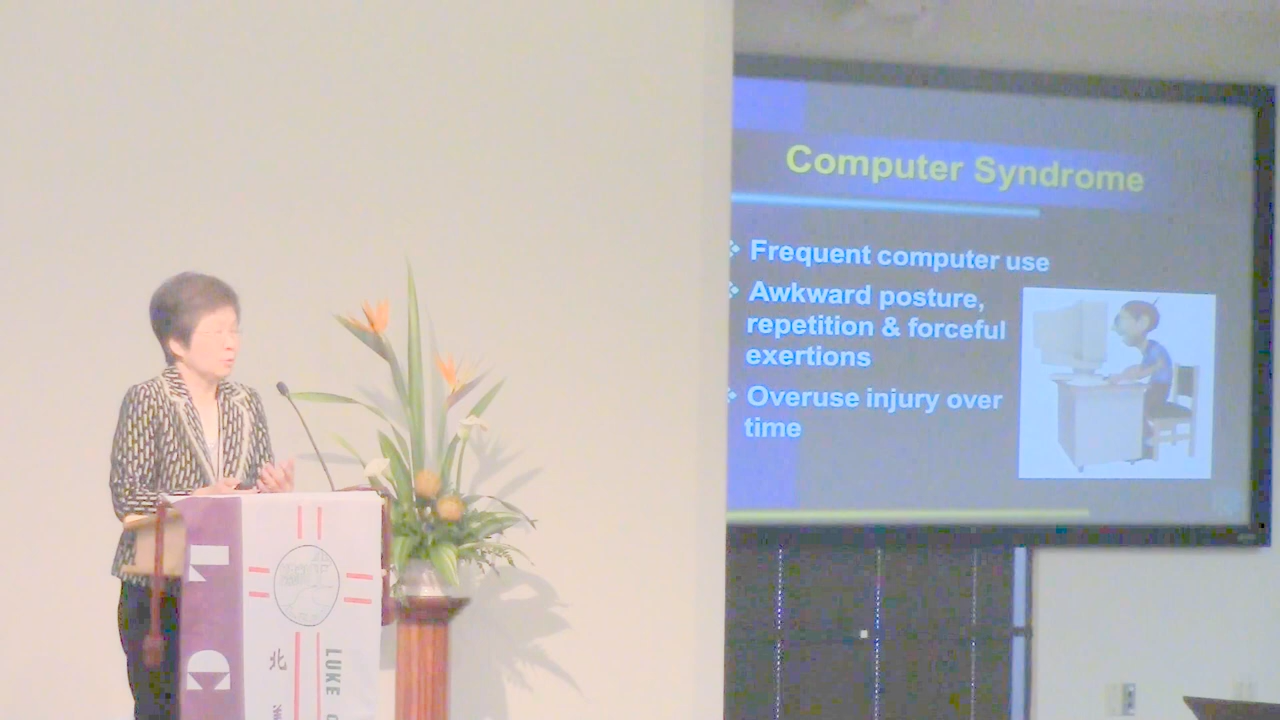 Computer Syndrome
Frequent computer use
Awkward posture,
repetition & forceful
exertions
Overuse injury over
time
L
C
北
LUKE